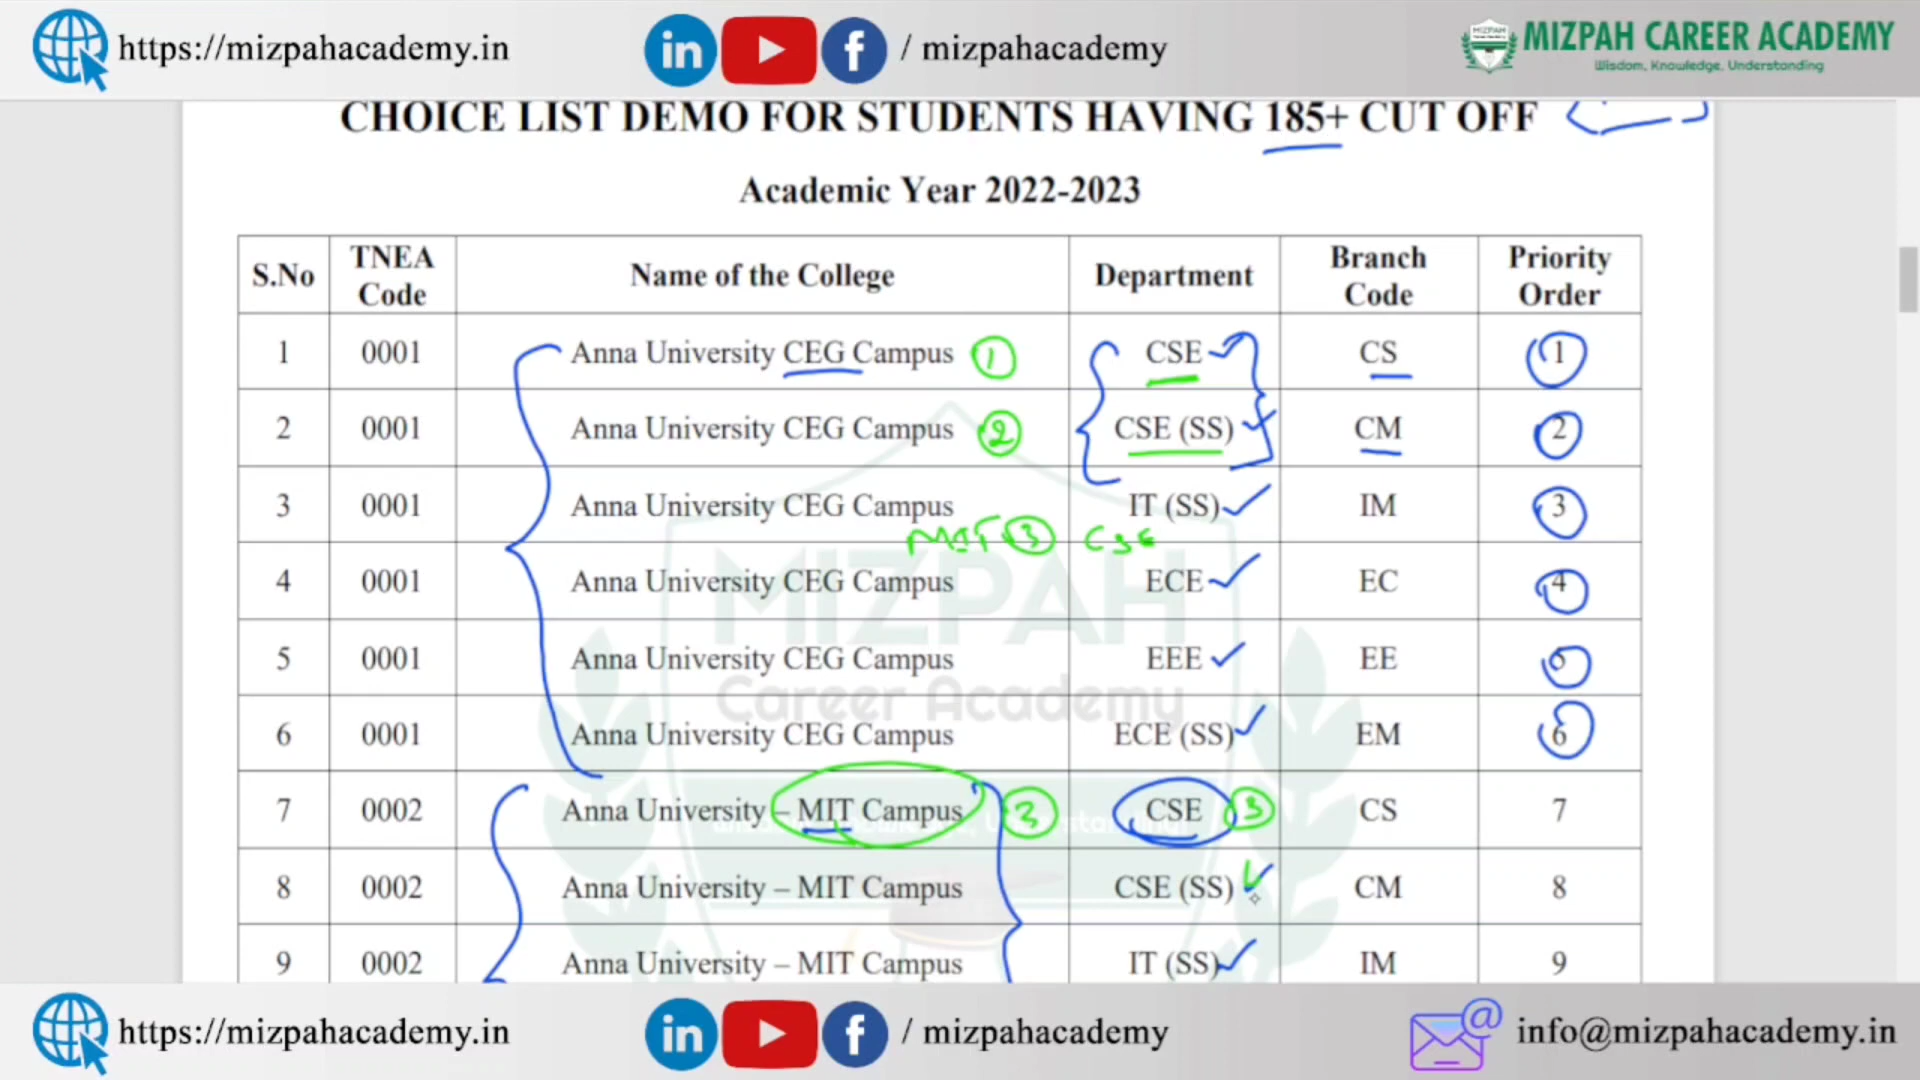 https://mizpahacademy.in
in
f
/ mizpahacademy
MIZPAH CAREER ACADEMY
Wisdom, Knowledge, Understanding
CHOICE LIST DEMO FOR STUDENTS HAVING 185+ CUT OFF
Academic Year 2022-2023
S.No TNEA Code Name of the College Department Branch Code Priority Order
1 0001 Anna University CEG Campus 1 CSE CS 1
2 0001 Anna University CEG Campus 2 CSE (SS) CM 2
3 0001 Anna University CEG Campus IT (SS) IM 3
MIT 3 CSE
4 0001 Anna University CEG Campus ECE EC 4
5 0001 Anna University CEG Campus EEE EE 5
6 0001 Anna University CEG Campus ECE (SS) EM 6
7 0002 Anna University – MIT Campus 3 CSE 3 CS 7
8 0002 Anna University – MIT Campus CSE (SS) CM 8
9 0002 Anna University – MIT Campus IT (SS) IM 9
MIZPAH
Career Academy
https://mizpahacademy.in
in
f
/ mizpahacademy
@
info@mizpahacademy.in